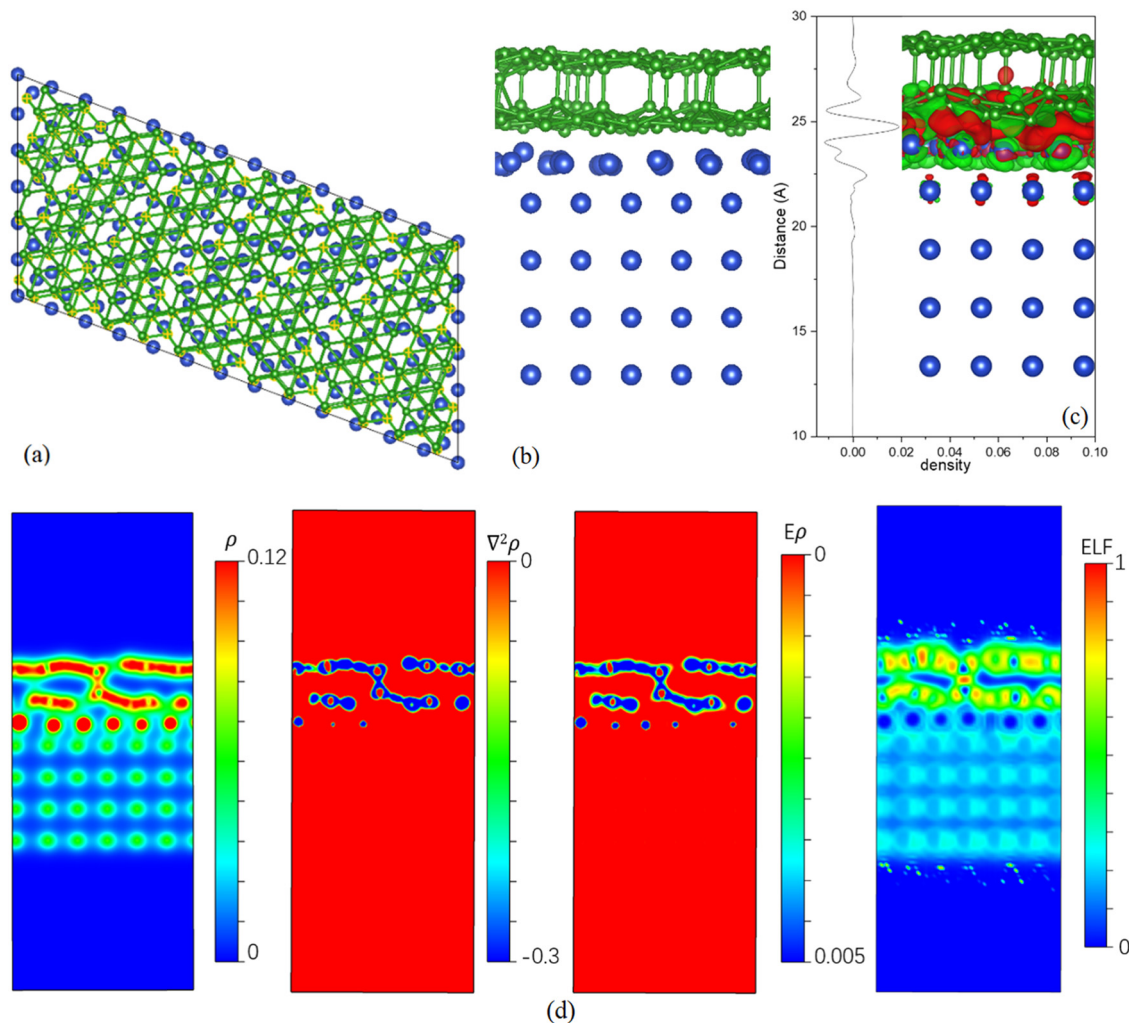 30
25
20
15
10
Distance (A)
0.00 0.02 0.04 0.06 0.08 0.10
density
(a)
(b)
(c)
ρ
0.12
0
∇²ρ
0
-0.3
Eρ
0
0.005
ELF
1
0
(d)